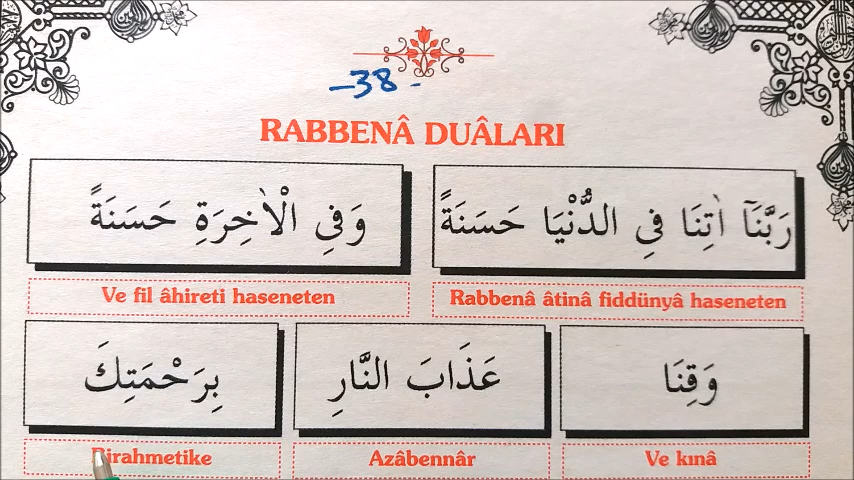 -38-
RABBENÂ DUÂLARI
رَبَّنَٓا اٰتِنَا فِي الدُّنْيَا حَسَنَةً
وَفِي الْاٰخِرَةِ حَسَنَةً
Rabbenâ âtinâ fiddünyâ haseneten
Ve fil âhireti haseneten
وَقِنَا
عَذَابَ النَّارِ
بِرَحْمَتِكَ
Ve kınâ
Azâbennâr
Birahmetike